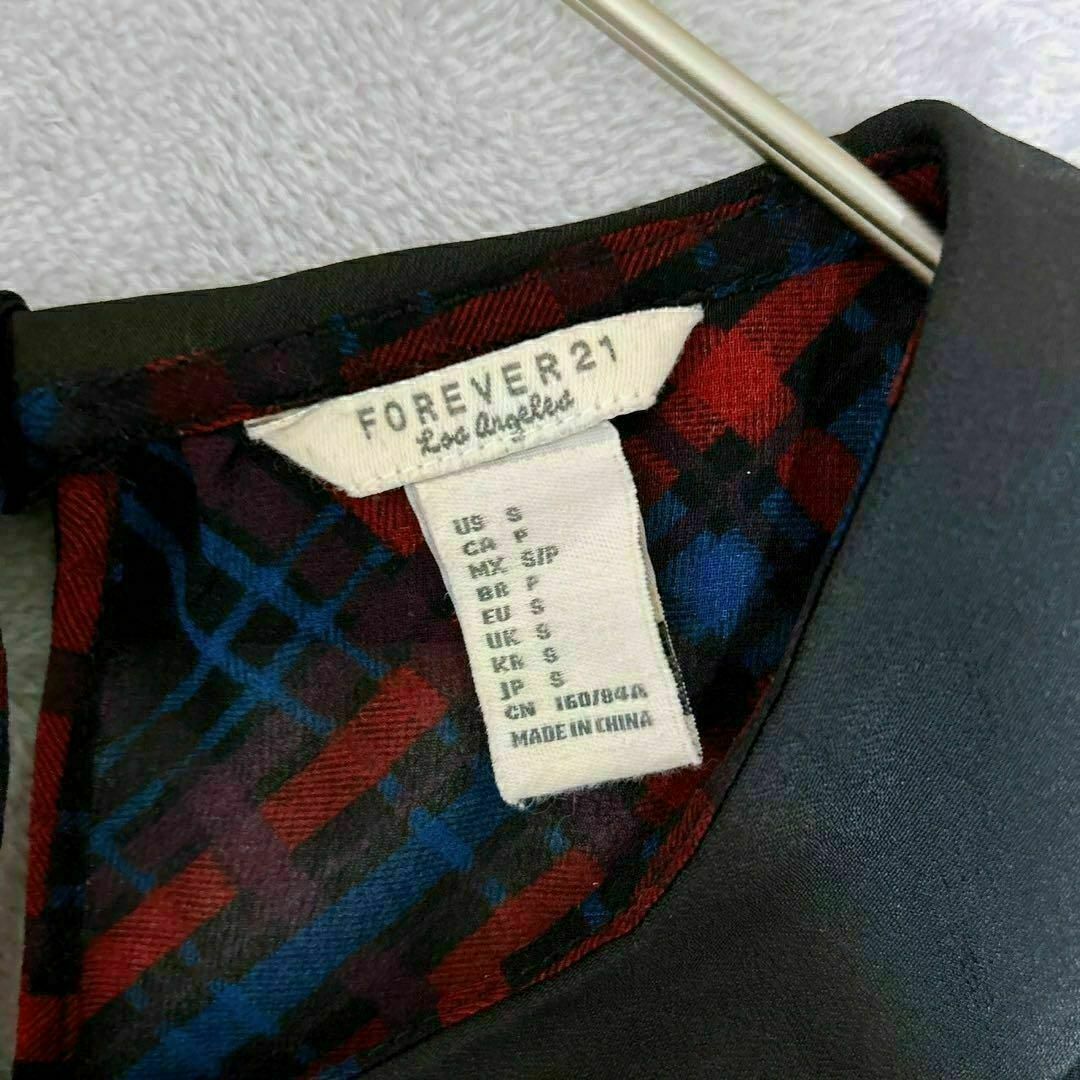 FOREVER 21
Los Angeles
US S
CA P
MX S/P
BR P
EU S
UK S
KR S
JP S
CN 160/84A
MADE IN CHINA